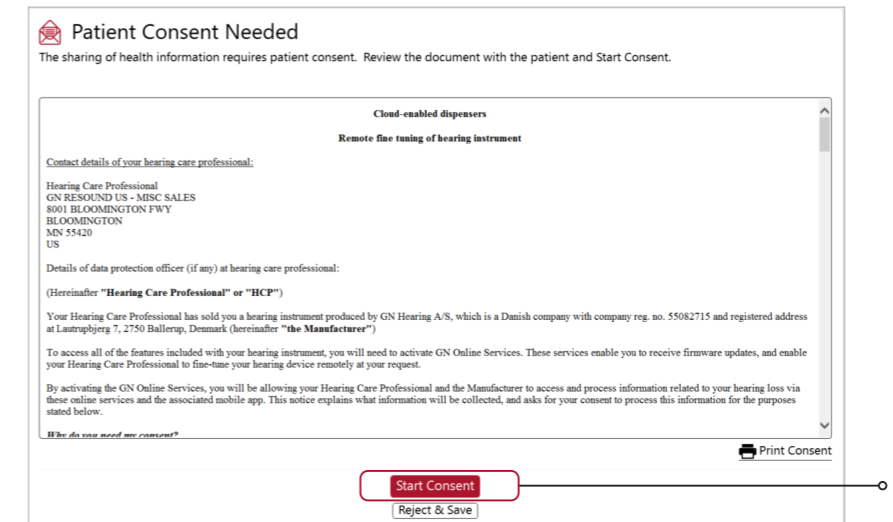 Patient Consent Needed
The sharing of health information requires patient consent. Review the document with the patient and Start Consent.
Cloud-enabled dispensers
Remote fine tuning of hearing instrument
Contact details of your hearing care professional:
Hearing Care Professional
GN RESOUND US - MISC SALES
8001 BLOOMINGTON FWY
BLOOMINGTON
MN 55420
US
Details of data protection officer (if any) at hearing care professional:
(Hereinafter "Hearing Care Professional" or "HCP")
Your Hearing Care Professional has sold you a hearing instrument produced by GN Hearing A/S, which is a Danish company with company reg. no. 55082715 and registered address
at Lautrupbjerg 7, 2750 Ballerup, Denmark (hereinafter "the Manufacturer")
To access all of the features included with your hearing instrument, you will need to activate GN Online Services. These services enable you to receive firmware updates, and enable
your Hearing Care Professional to fine-tune your hearing device remotely at your request.
By activating the GN Online Services, you will be allowing your Hearing Care Professional and the Manufacturer to access and process information related to your hearing loss via
these online services and the associated mobile app. This notice explains what information will be collected, and asks for your consent to process this information for the purposes
stated below.
Why do you need my consent?
Print Consent
Start Consent
Reject & Save